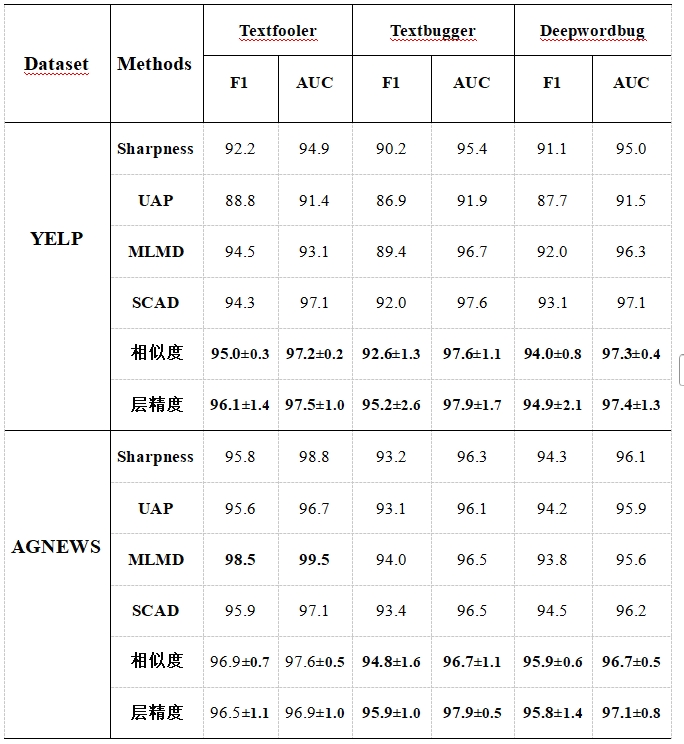 Dataset Methods Textfooler Textbugger Deepwordbug
F1 AUC F1 AUC F1 AUC
YELP
Sharpness 92.2 94.9 90.2 95.4 91.1 95.0
UAP 88.8 91.4 86.9 91.9 87.7 91.5
MLMD 94.5 93.1 89.4 96.7 92.0 96.3
SCAD 94.3 97.1 92.0 97.6 93.1 97.1
相似度 95.0±0.3 97.2±0.2 92.6±1.3 97.6±1.1 94.0±0.8 97.3±0.4
层精度 96.1±1.4 97.5±1.0 95.2±2.6 97.9±1.7 94.9±2.1 97.4±1.3
AGNEWS
Sharpness 95.8 98.8 93.2 96.3 94.3 96.1
UAP 95.6 96.7 93.1 96.1 94.2 95.9
MLMD 98.5 99.5 94.0 96.5 93.8 95.6
SCAD 95.9 97.1 93.4 96.5 94.5 96.2
相似度 96.9±0.7 97.6±0.5 94.8±1.6 96.7±1.1 95.9±0.6 96.7±0.5
层精度 96.5±1.1 96.9±1.0 95.9±1.0 97.9±0.5 95.8±1.4 97.1±0.8